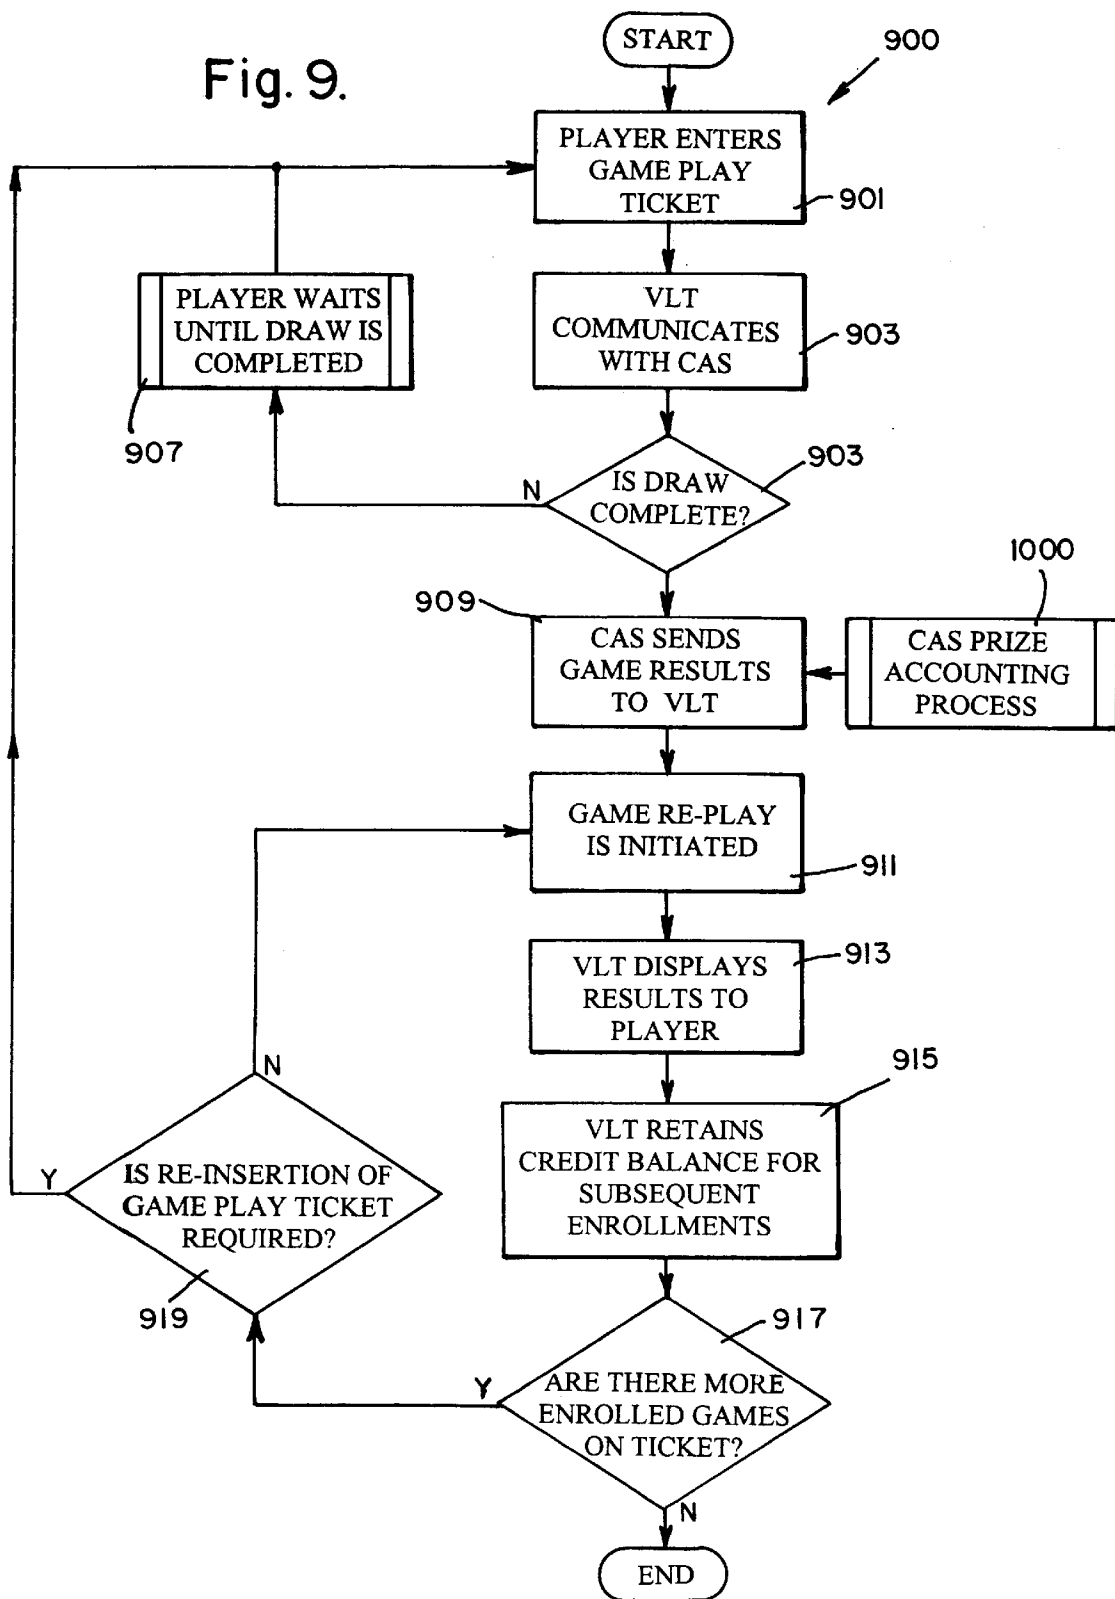 Fig. 9.
START
900
PLAYER ENTERS
GAME PLAY
TICKET
901
PLAYER WAITS
UNTIL DRAW IS
COMPLETED
907
VLT
COMMUNICATES
WITH CAS
903
IS DRAW
COMPLETE?
903
N
909
CAS SENDS
GAME RESULTS
TO VLT
1000
CAS PRIZE
ACCOUNTING
PROCESS
GAME RE-PLAY
IS INITIATED
911
VLT DISPLAYS
RESULTS TO
PLAYER
913
915
VLT RETAINS
CREDIT BALANCE FOR
SUBSEQUENT
ENROLLMENTS
N
Y
IS RE-INSERTION OF
GAME PLAY TICKET
REQUIRED?
919
917
Y
ARE THERE MORE
ENROLLED GAMES
ON TICKET?
N
END